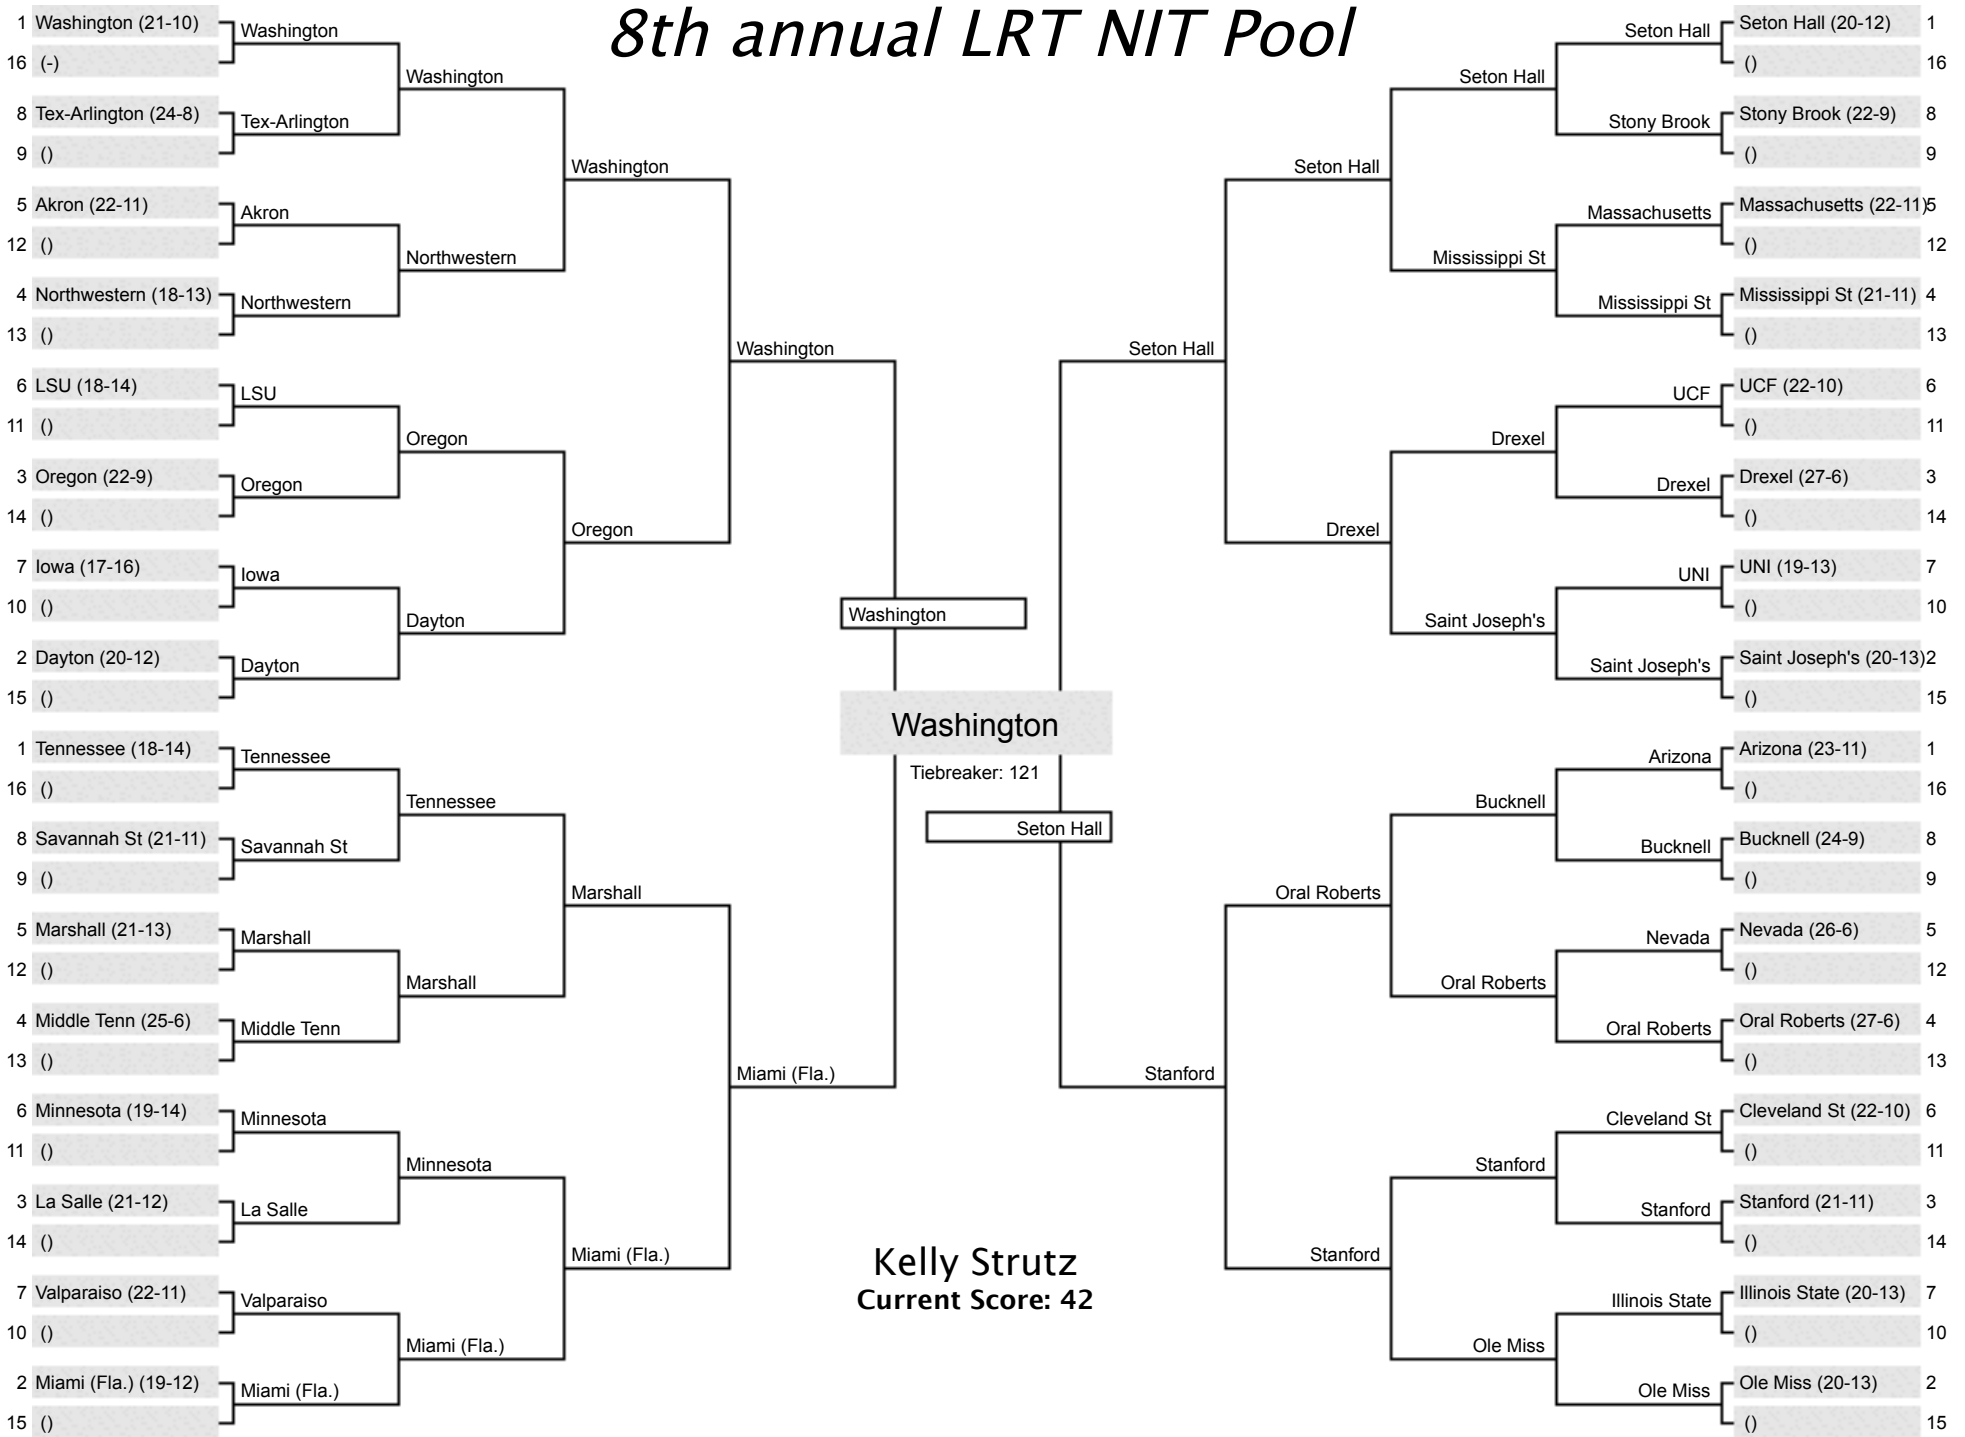 8th annual LRT NIT Pool
1 Washington (21-10)
16 (-)
8 Tex-Arlington (24-8)
9 ()
5 Akron (22-11)
12 ()
4 Northwestern (18-13)
13 ()
6 LSU (18-14)
11 ()
3 Oregon (22-9)
14 ()
7 Iowa (17-16)
10 ()
2 Dayton (20-12)
15 ()
1 Tennessee (18-14)
16 ()
8 Savannah St (21-11)
9 ()
5 Marshall (21-13)
12 ()
4 Middle Tenn (25-6)
13 ()
6 Minnesota (19-14)
11 ()
3 La Salle (21-12)
14 ()
7 Valparaiso (22-11)
10 ()
2 Miami (Fla.) (19-12)
15 ()
Washington
Tex-Arlington
Akron
Northwestern
LSU
Oregon
Iowa
Dayton
Tennessee
Savannah St
Marshall
Middle Tenn
Minnesota
La Salle
Valparaiso
Miami (Fla.)
Washington
Northwestern
Oregon
Dayton
Tennessee
Marshall
Minnesota
Miami (Fla.)
Washington
Oregon
Marshall
Miami (Fla.)
Washington
Miami (Fla.)
Washington
Washington
Tiebreaker: 121
Seton Hall
Kelly Strutz
Current Score: 42
Seton Hall
Stanford
Seton Hall
Drexel
Oral Roberts
Stanford
Seton Hall
Mississippi St
Drexel
Saint Joseph's
Bucknell
Oral Roberts
Stanford
Ole Miss
Seton Hall
Stony Brook
Massachusetts
Mississippi St
UCF
Drexel
UNI
Saint Joseph's
Arizona
Bucknell
Nevada
Oral Roberts
Cleveland St
Stanford
Illinois State
Ole Miss
Seton Hall (20-12) 1
() 16
Stony Brook (22-9) 8
() 9
Massachusetts (22-11) 5
() 12
Mississippi St (21-11) 4
() 13
UCF (22-10) 6
() 11
Drexel (27-6) 3
() 14
UNI (19-13) 7
() 10
Saint Joseph's (20-13) 2
() 15
Arizona (23-11) 1
() 16
Bucknell (24-9) 8
() 9
Nevada (26-6) 5
() 12
Oral Roberts (27-6) 4
() 13
Cleveland St (22-10) 6
() 11
Stanford (21-11) 3
() 14
Illinois State (20-13) 7
() 10
Ole Miss (20-13) 2
() 15